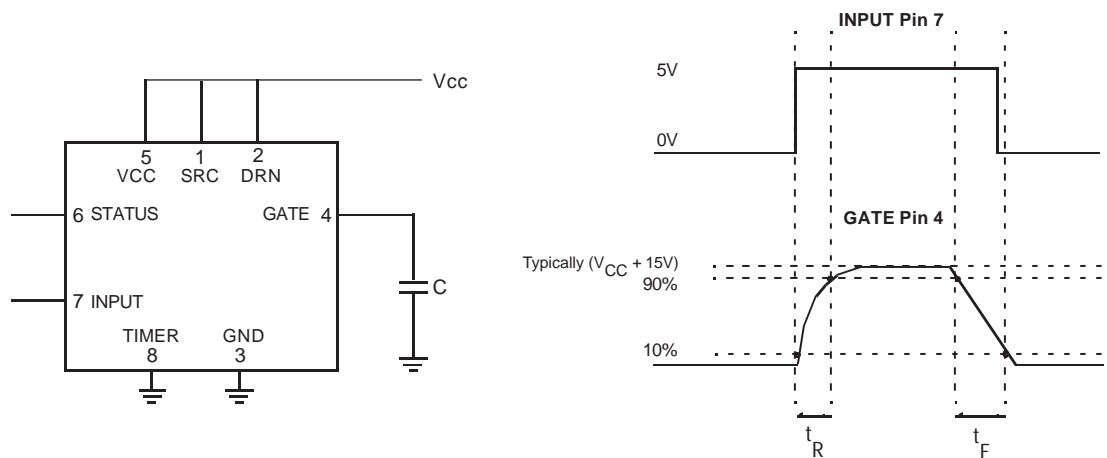 Vcc
5 1 2
VCC SRC DRN
6 STATUS
GATE 4
C
7 INPUT
TIMER GND
8 3
INPUT Pin 7
5V
0V
GATE Pin 4
Typically (VCC + 15V)
90%
10%
tR tF